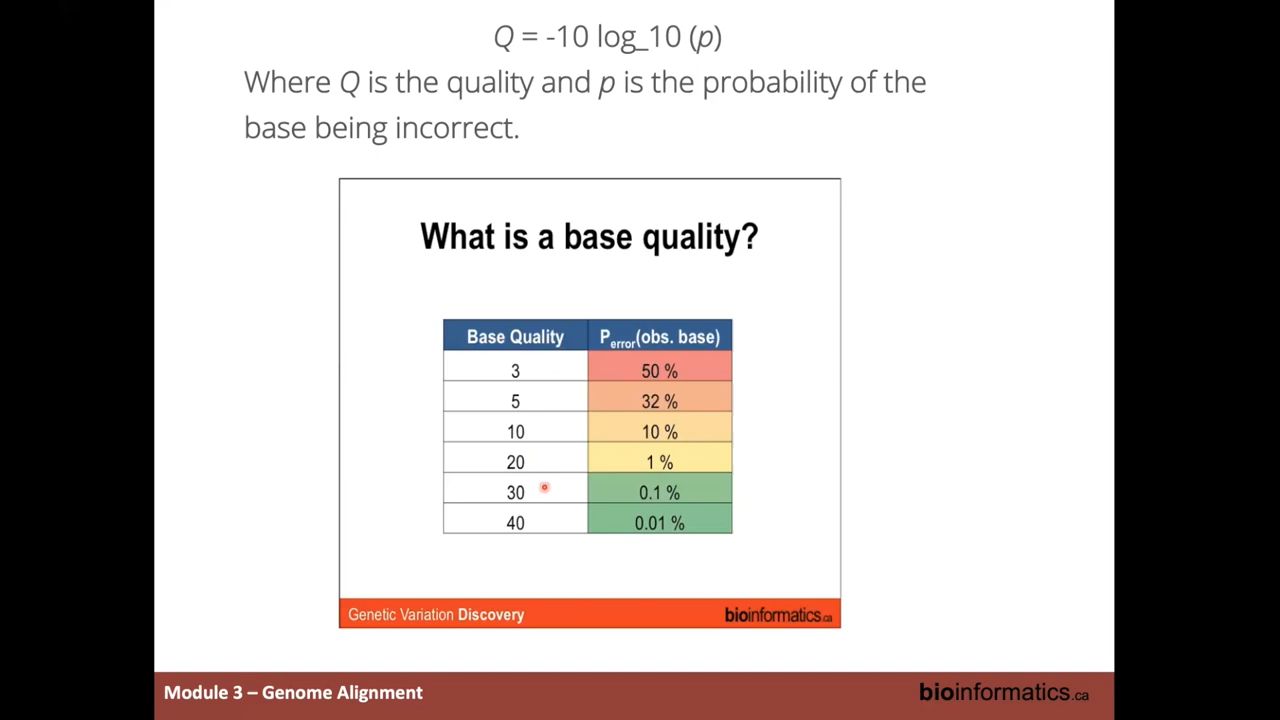 Q = -10 log_10 (p)
Where Q is the quality and p is the probability of the
base being incorrect.
What is a base quality?
Base Quality Perror(obs. base)
3 50 %
5 32 %
10 10 %
20 1 %
30 0.1 %
40 0.01 %
Genetic Variation Discovery bioinformatics.ca
Module 3 – Genome Alignment bioinformatics.ca